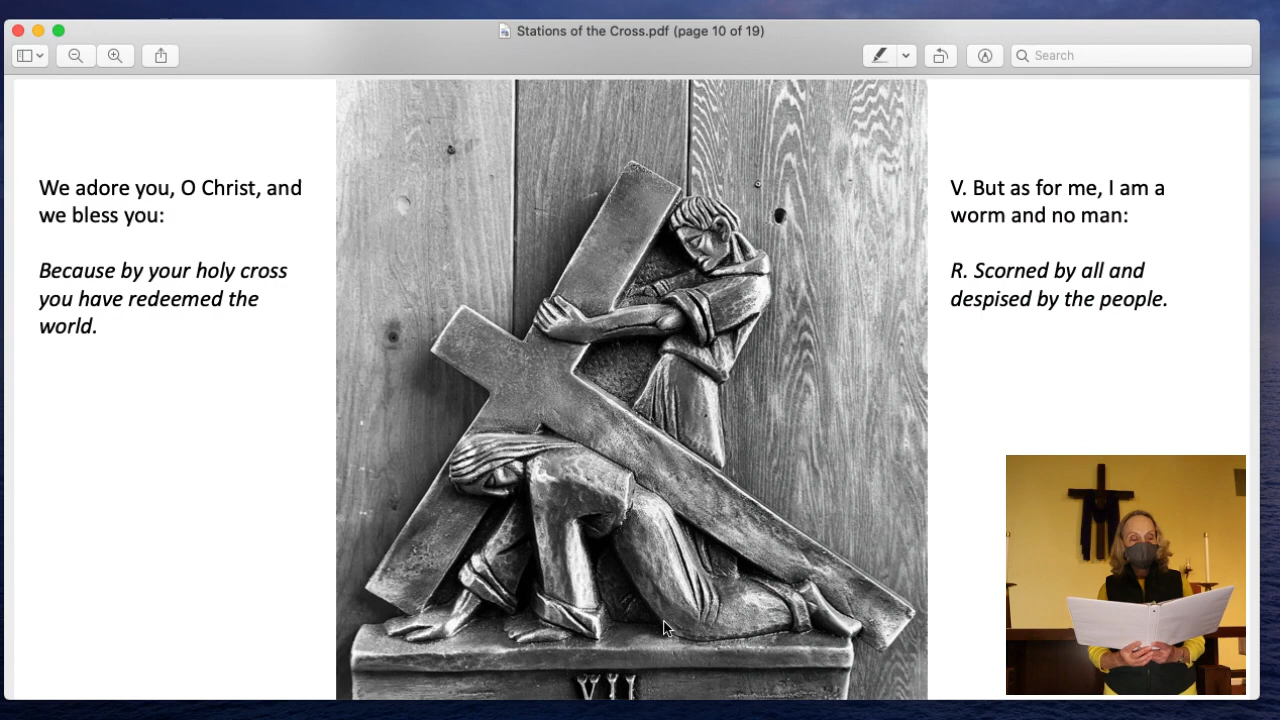 Stations of the Cross.pdf (page 10 of 19)
Search
We adore you, O Christ, and
we bless you:
Because by your holy cross
you have redeemed the
world.
VII
V. But as for me, I am a
worm and no man:
R. Scorned by all and
despised by the people.